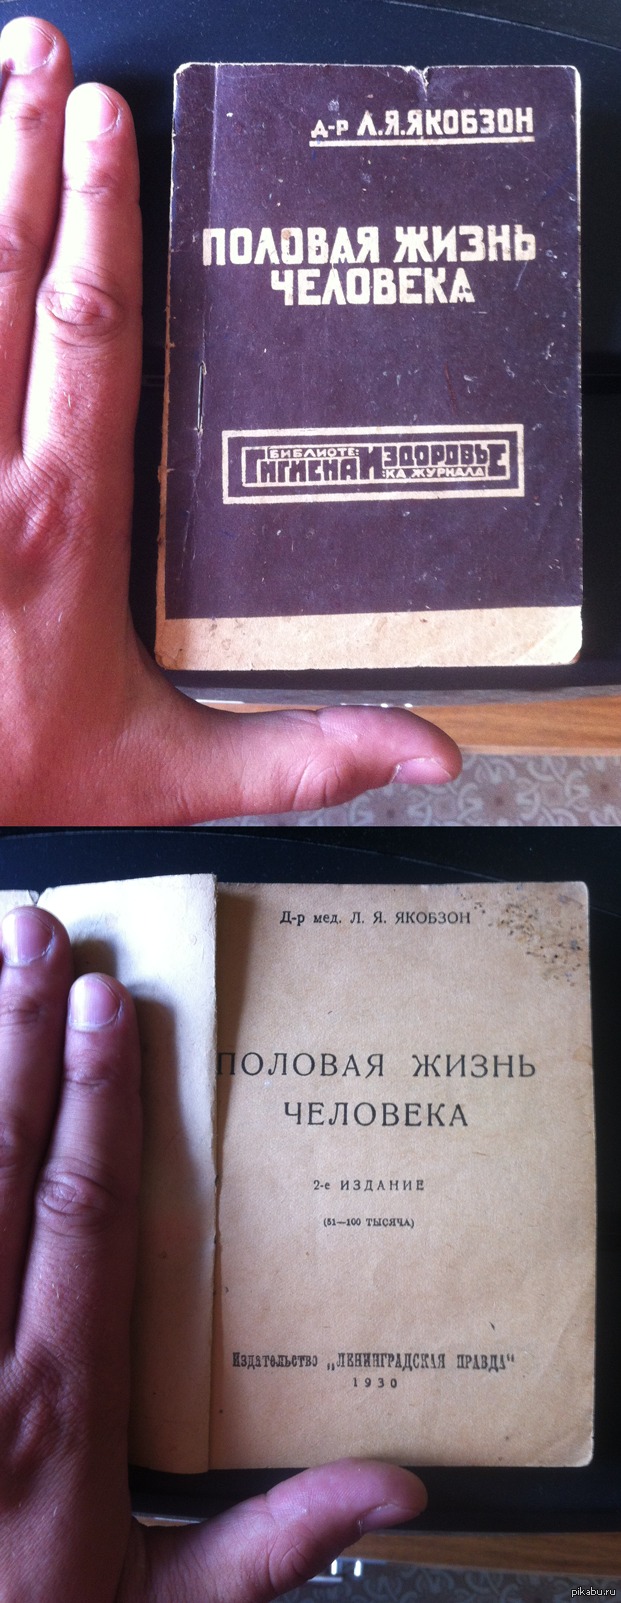 д-р Л.Я.ЯКОБЗОН
ПОЛОВАЯ ЖИЗНЬ
ЧЕЛОВЕКА
БИБЛИОТЕ:
ГИГИЕНА И ЗДОРОВЬЕ
:КА ЖУРНАЛА
Д-р мед. Л. Я. ЯКОБЗОН
ПОЛОВАЯ ЖИЗНЬ
ЧЕЛОВЕКА
2-е ИЗДАНИЕ
(51—100 ТЫСЯЧА)
Издательство „ЛЕНИНГРАДСКАЯ ПРАВДА“
1930
pikabu.ru